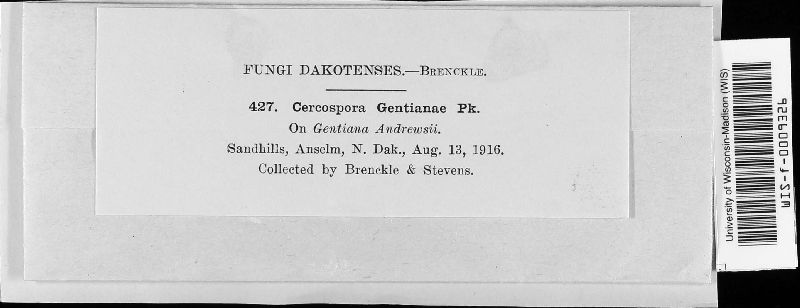 FUNGI DAKOTENSES.—BRENCKLE.
427. Cercospora Gentianae Pk.
On Gentiana Andrewsii.
Sandhills, Anselm, N. Dak., Aug. 13, 1916.
Collected by Brenckle & Stevens.
University of Wisconsin-Madison (WIS)
WIS-f-0009326